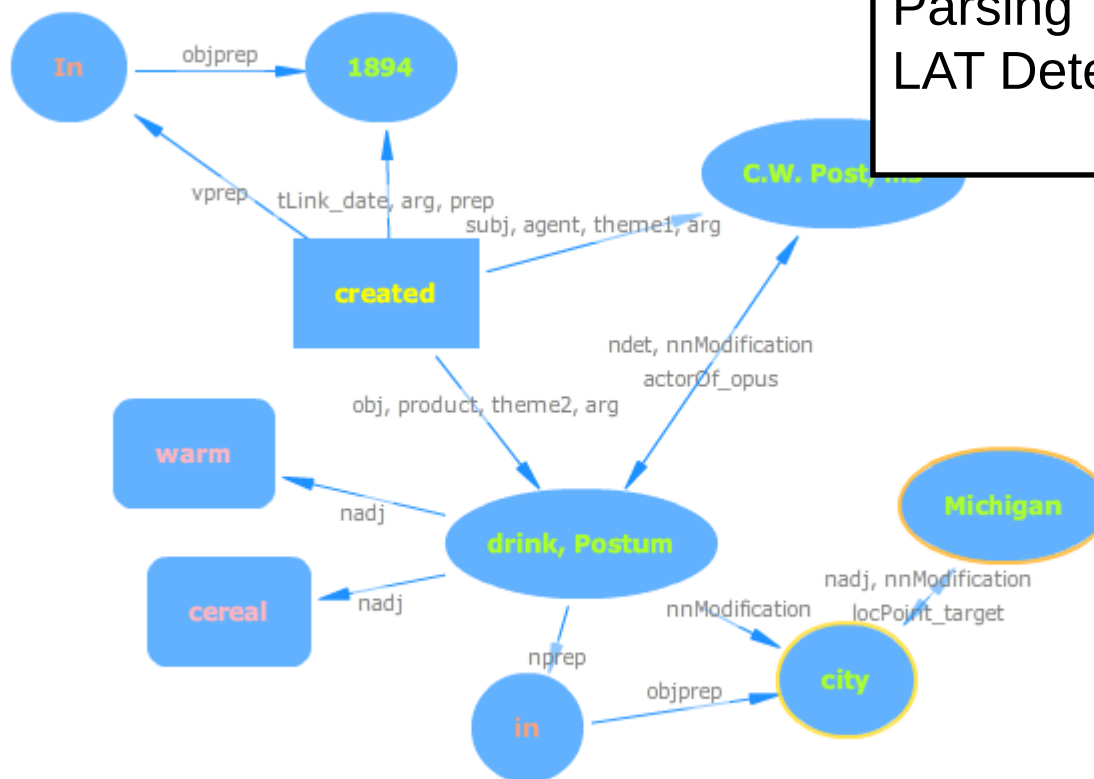 Parsing
LAT Dete
In
objprep
1894
C.W. Post,
vprep
tLink_date, arg, prep
subj, agent, theme1, arg
created
ndet, nnModification
actorOf_opus
obj, product, theme2, arg
warm
nadj
Michigan
drink, Postum
nadj, nnModification
locPoint_target
cereal
nadj
nnModification
nprep
city
objprep
in